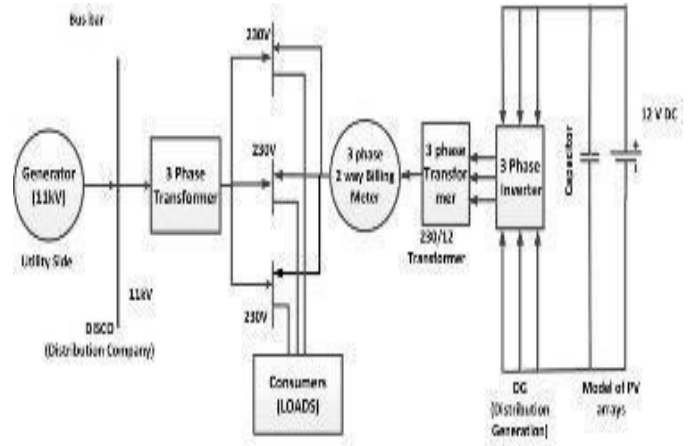 Bus bar
230V
12 V DC
Generator
(11kV)
3 Phase
Transformer
230V
3 phase
2 way Billing
Meter
3 phase
Transfor
mer
3 Phase
Inverter
Capacitor
230/12
Transformer
Utility Side
11kV
230V
DISCO
(Distribution Company)
Consumers
(LOADS)
DG
(Distribution
Generation)
Model of PV
arrays